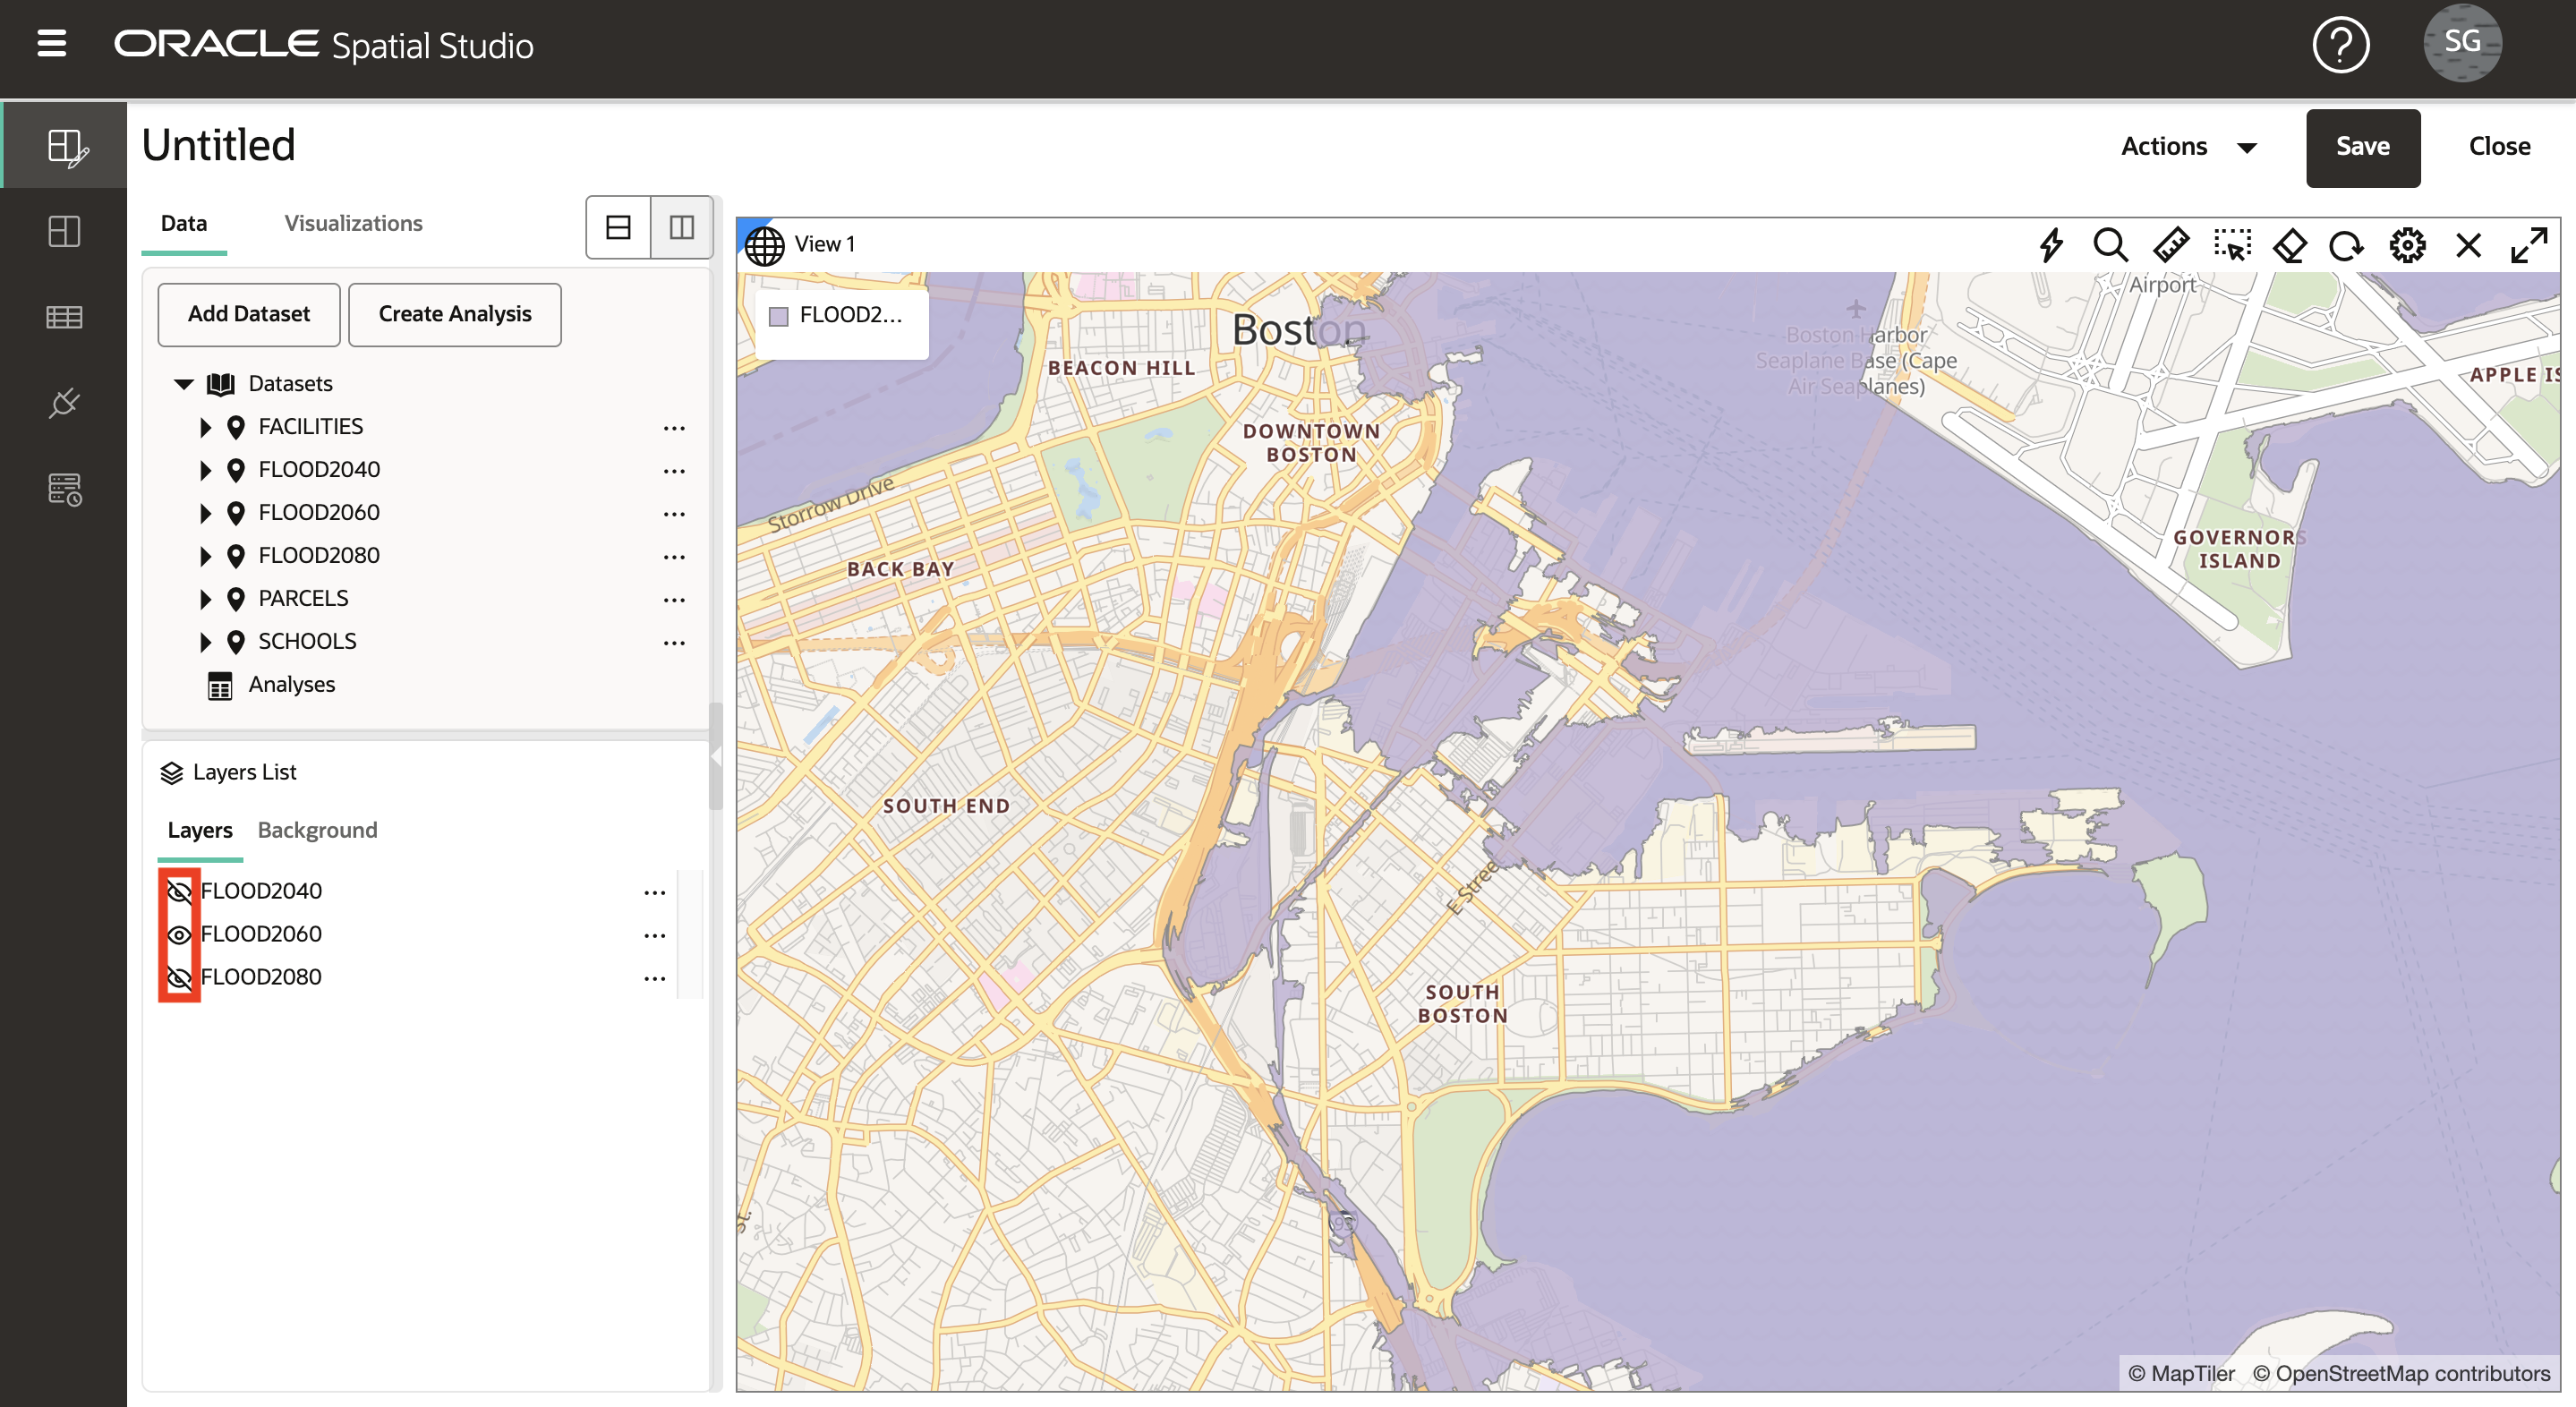 ORACLE Spatial Studio
SG
Untitled
Actions
Save
Close
Data
Visualizations
Add Dataset
Create Analysis
Datasets
FACILITIES
FLOOD2040
FLOOD2060
FLOOD2080
PARCELS
SCHOOLS
Analyses
Layers List
Layers
Background
FLOOD2040
FLOOD2060
FLOOD2080
View 1
FLOOD2...
Boston
BEACON HILL
DOWNTOWN
BOSTON
Storrow Drive
BACK BAY
SOUTH END
E Stree
SOUTH
BOSTON
93
St.
Airport
Boston Harbor
Seaplane Base (Cape
Air Seaplanes)
APPLE IS
GOVERNORS
ISLAND
© MapTiler © OpenStreetMap contributors